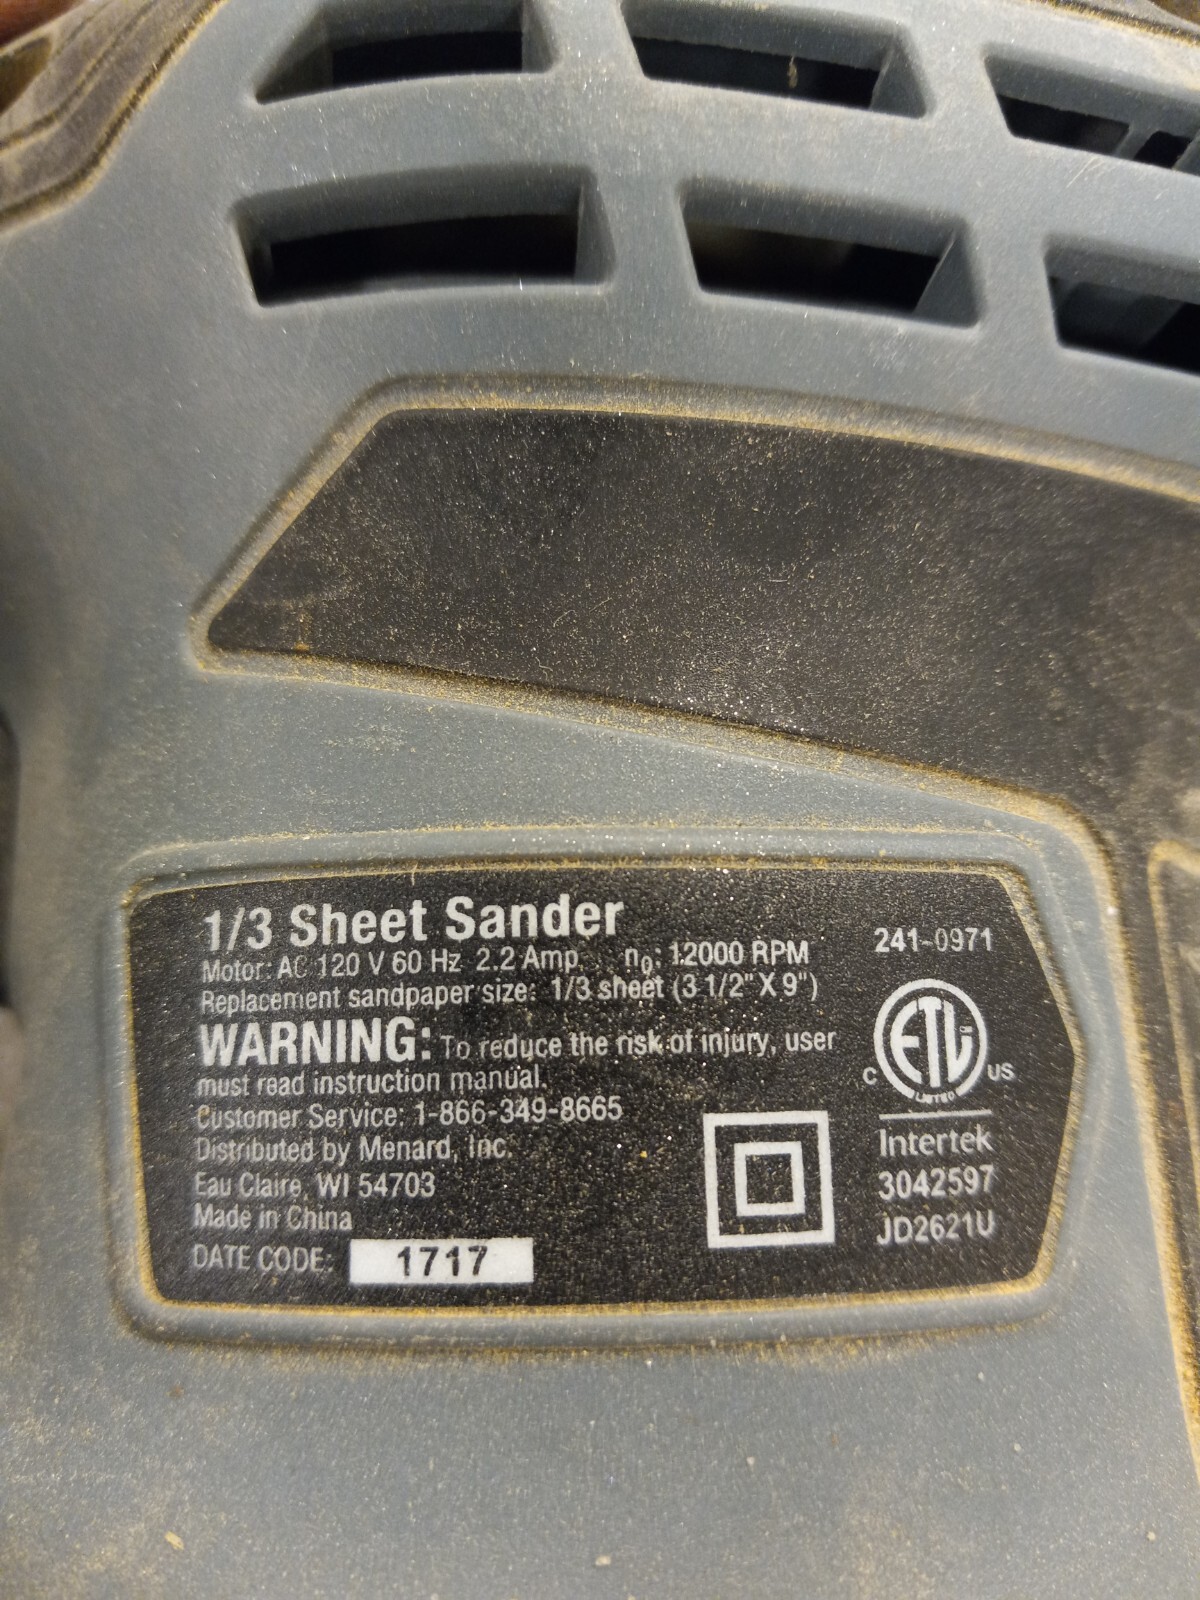 1/3 Sheet Sander
Motor: AC 120 V 60 Hz 2.2 Amp n0: 12000 RPM
Replacement sandpaper size: 1/3 sheet (3 1/2" X 9")
WARNING: To reduce the risk of injury, user
must read instruction manual.
Customer Service: 1-866-349-8665
Distributed by Menard, Inc.
Eau Claire, WI 54703
Made in China
DATE CODE: 1717
241-0971
ETL
C US
LISTED
Intertek
3042597
JD2621U